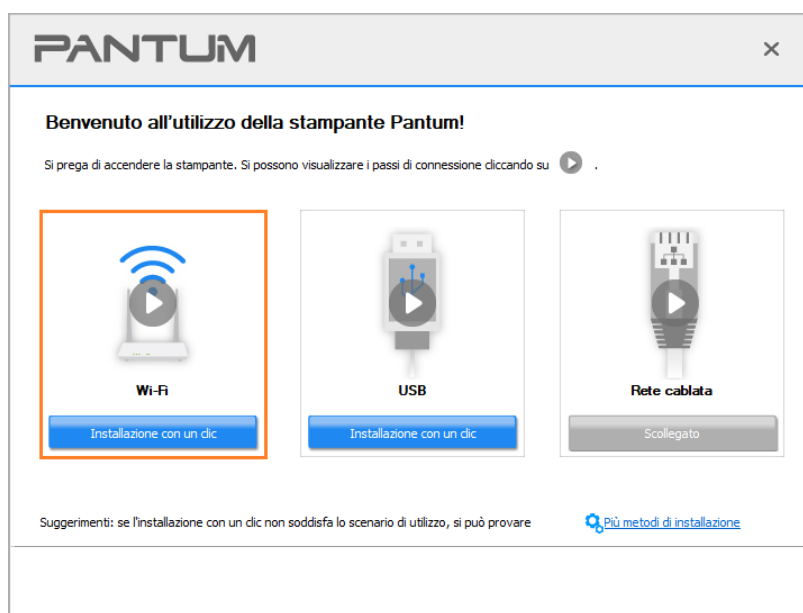 PANTUM
Benvenuto all'utilizzo della stampante Pantum!
Si prega di accendere la stampante. Si possono visualizzare i passi di connessione cliccando su .
Wi-Fi
USB
Rete cablata
Installazione con un clic
Installazione con un clic
Scollegato
Suggerimenti: se l'installazione con un clic non soddisfa lo scenario di utilizzo, si può provare
Più metodi di installazione